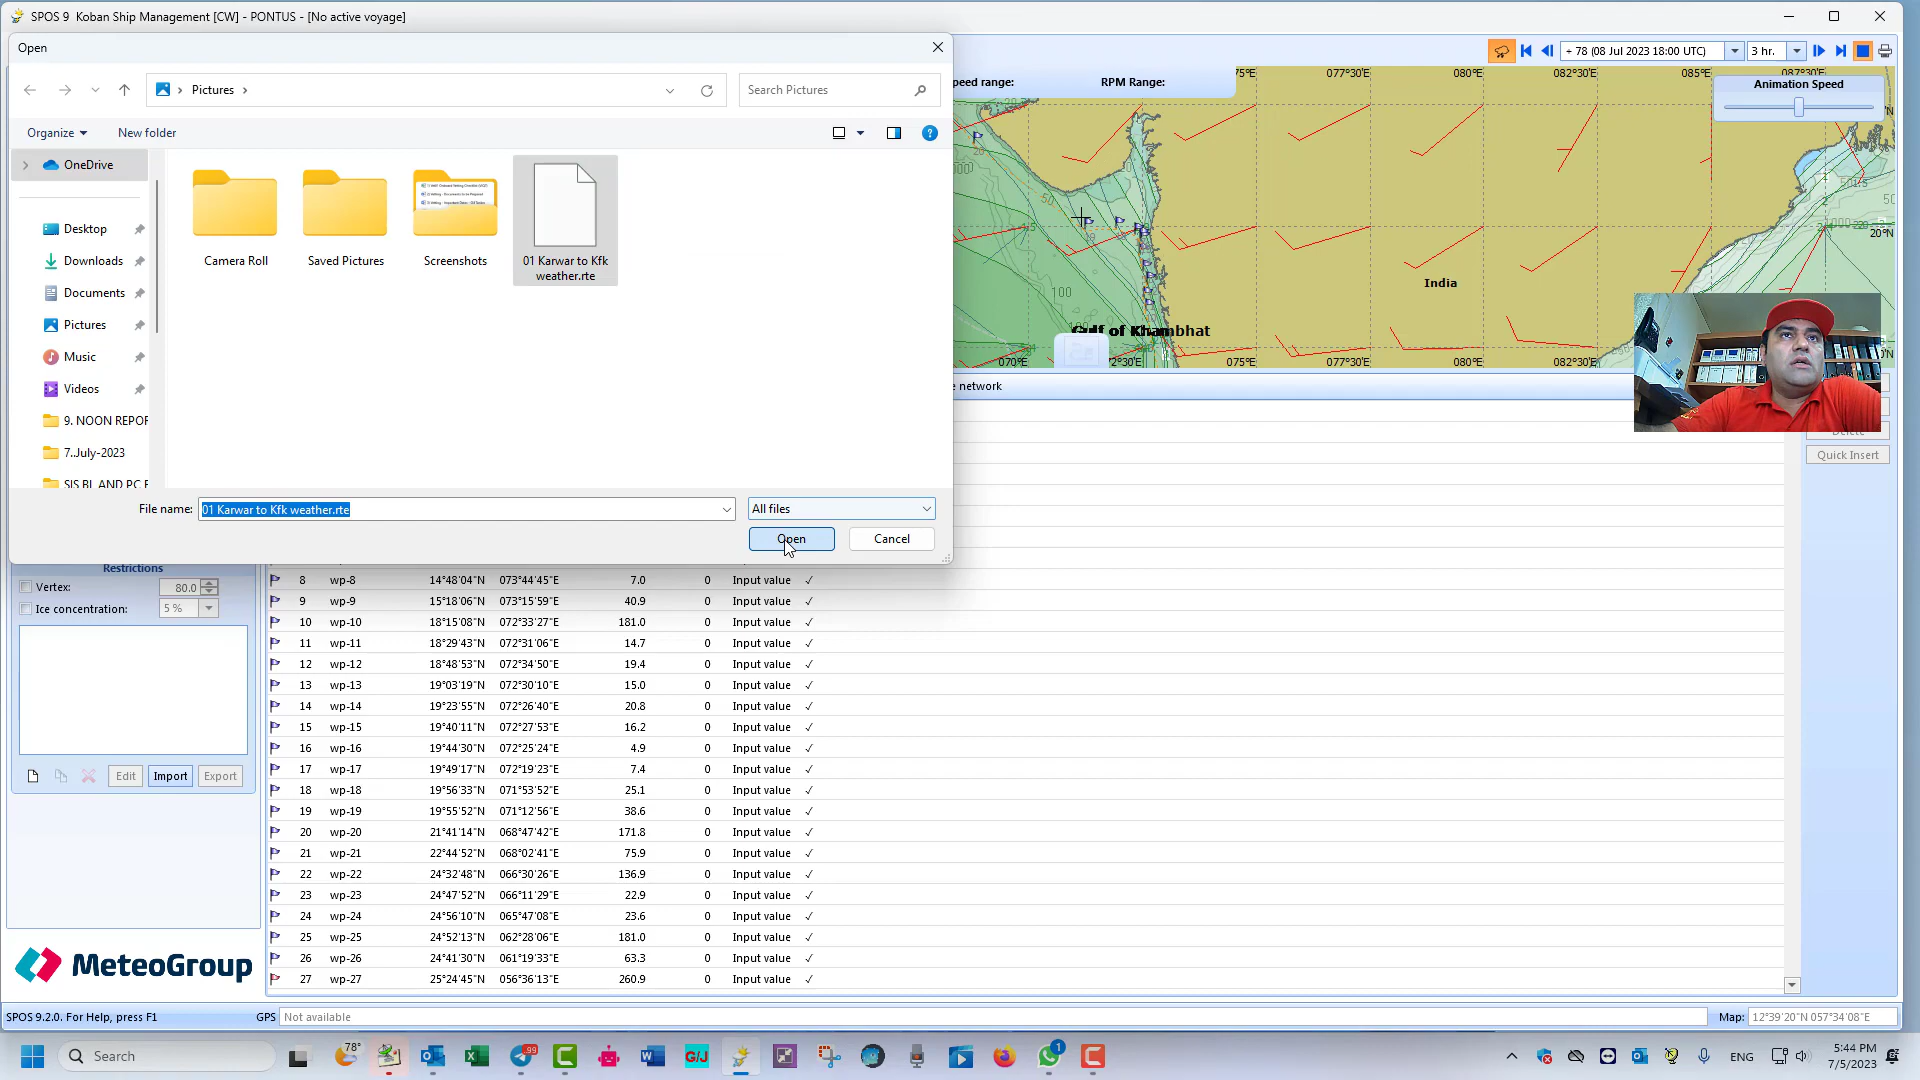 SPOS 9 Koban Ship Management [CW] - PONTUS - [No active voyage]
Open
+ 78 (08 Jul 2023 18:00 UTC)
3 hr.
Pictures
Search Pictures
peed range:
RPM Range:
75°E
077°30'E
080°E
082°30'E
085°E
087°30'E
Animation Speed
Organize
New folder
OneDrive
Desktop
Downloads
Documents
Pictures
Music
Videos
9. NOON REPOR
7..July-2023
SIS BL AND PC F
Camera Roll
Saved Pictures
Screenshots
01 Karwar to Kfk weather.rte
50
100
India
20°N
Gulf of Khambhat
070°E
2°30'E
075°E
077°30'E
080°E
082°30'E
e network
Delete
Quick Insert
File name:
01 Karwar to Kfk weather.rte
All files
Open
Cancel
Restrictions
Vertex:
80.0
Ice concentration:
5 %
Edit
Import
Export
8 wp-8 14°48'04"N 073°44'45"E 7.0 0 Input value ✓
9 wp-9 15°18'06"N 073°15'59"E 40.9 0 Input value ✓
10 wp-10 18°15'08"N 072°33'27"E 181.0 0 Input value ✓
11 wp-11 18°29'43"N 072°31'06"E 14.7 0 Input value ✓
12 wp-12 18°48'53"N 072°34'50"E 19.4 0 Input value ✓
13 wp-13 19°03'19"N 072°30'10"E 15.0 0 Input value ✓
14 wp-14 19°23'55"N 072°26'40"E 20.8 0 Input value ✓
15 wp-15 19°40'11"N 072°27'53"E 16.2 0 Input value ✓
16 wp-16 19°44'30"N 072°25'24"E 4.9 0 Input value ✓
17 wp-17 19°49'17"N 072°19'23"E 7.4 0 Input value ✓
18 wp-18 19°56'33"N 071°53'52"E 25.1 0 Input value ✓
19 wp-19 19°55'52"N 071°12'56"E 38.6 0 Input value ✓
20 wp-20 21°41'14"N 068°47'42"E 171.8 0 Input value ✓
21 wp-21 22°44'52"N 068°02'41"E 75.9 0 Input value ✓
22 wp-22 24°32'48"N 066°30'26"E 136.9 0 Input value ✓
23 wp-23 24°47'52"N 066°11'29"E 22.9 0 Input value ✓
24 wp-24 24°56'10"N 065°47'08"E 23.6 0 Input value ✓
25 wp-25 24°52'13"N 062°28'06"E 181.0 0 Input value ✓
26 wp-26 24°41'30"N 061°19'33"E 63.3 0 Input value ✓
27 wp-27 25°24'45"N 056°36'13"E 260.9 0 Input value ✓
MeteoGroup
SPOS 9.2.0. For Help, press F1
GPS
Not available
Map:
12°39'20"N 057°34'08"E
Search
78°
99
G/J
1
ENG
5:44 PM
7/5/2023